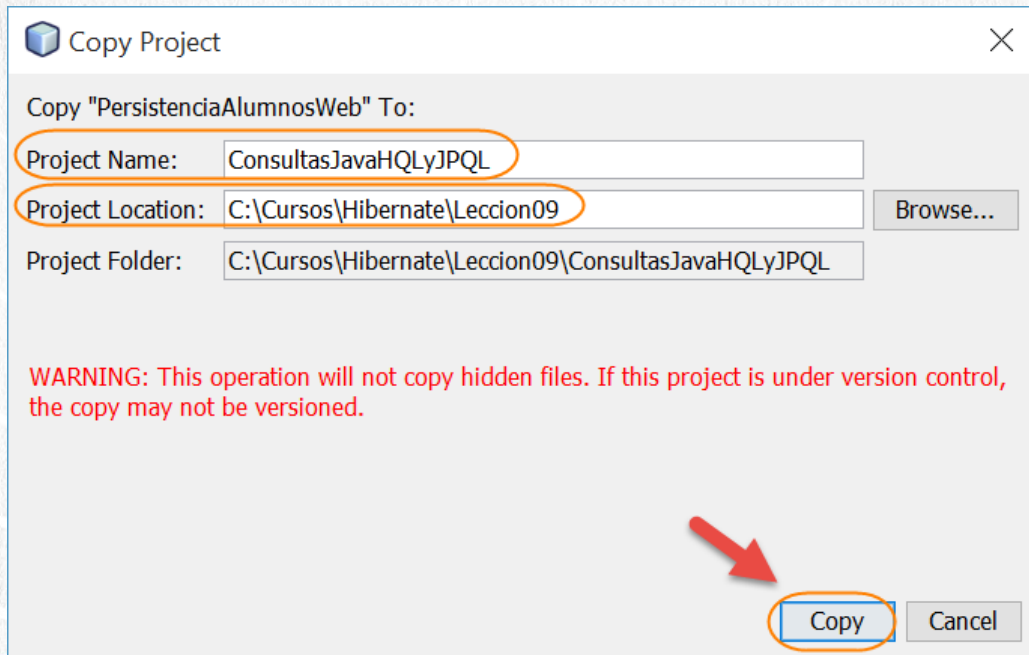 Copy Project
Copy "PersistenciaAlumnosWeb" To:
Project Name: ConsultasJavaHQLyJPQL
Project Location: C:\Cursos\Hibernate\Leccion09 Browse...
Project Folder: C:\Cursos\Hibernate\Leccion09\ConsultasJavaHQLyJPQL
WARNING: This operation will not copy hidden files. If this project is under version control,
the copy may not be versioned.
Copy Cancel